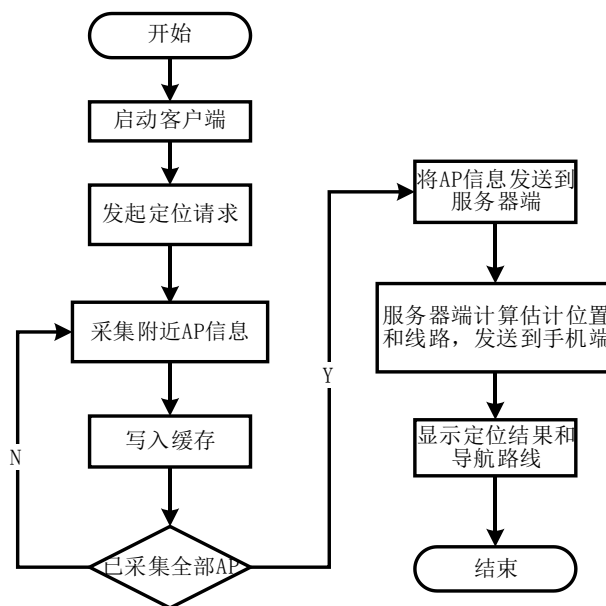 开始
启动客户端
发起定位请求
采集附近AP信息
写入缓存
已采集全部AP
N
Y
将AP信息发送到
服务器端
服务器端计算估计位置
和线路，发送到手机端
显示定位结果和
导航路线
结束